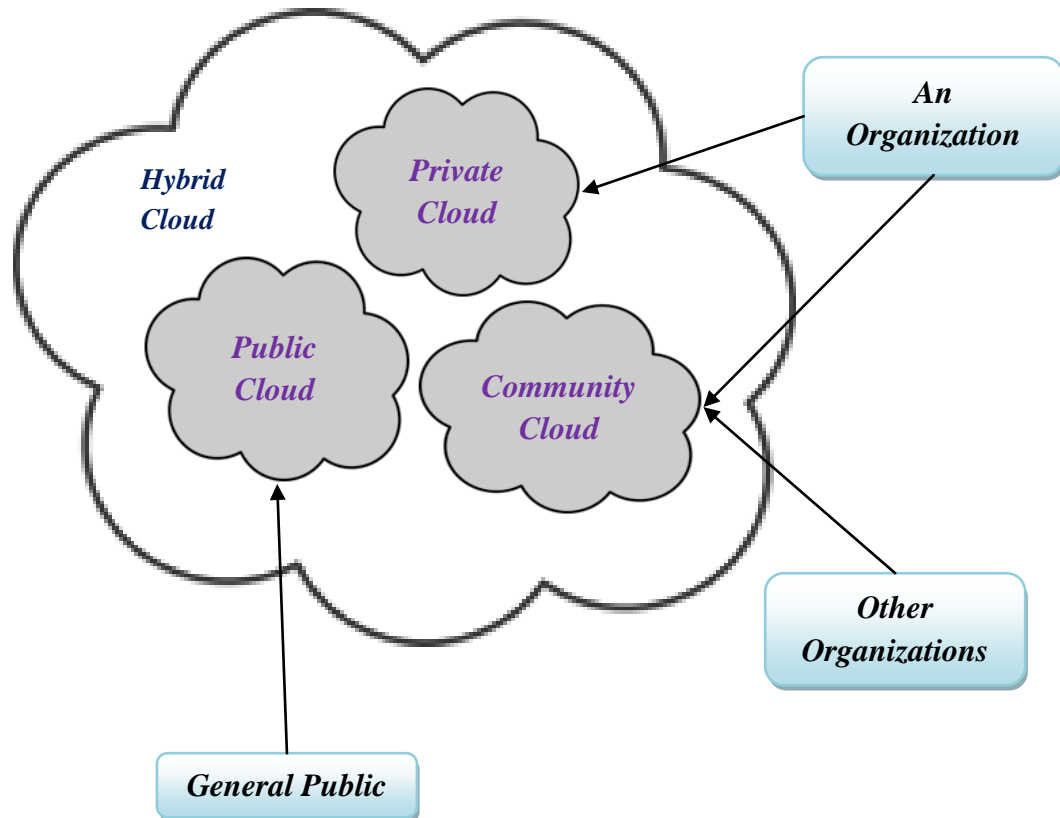 An
Organization
Private
Cloud
Hybrid
Cloud
Public
Cloud
Community
Cloud
Other
Organizations
General Public